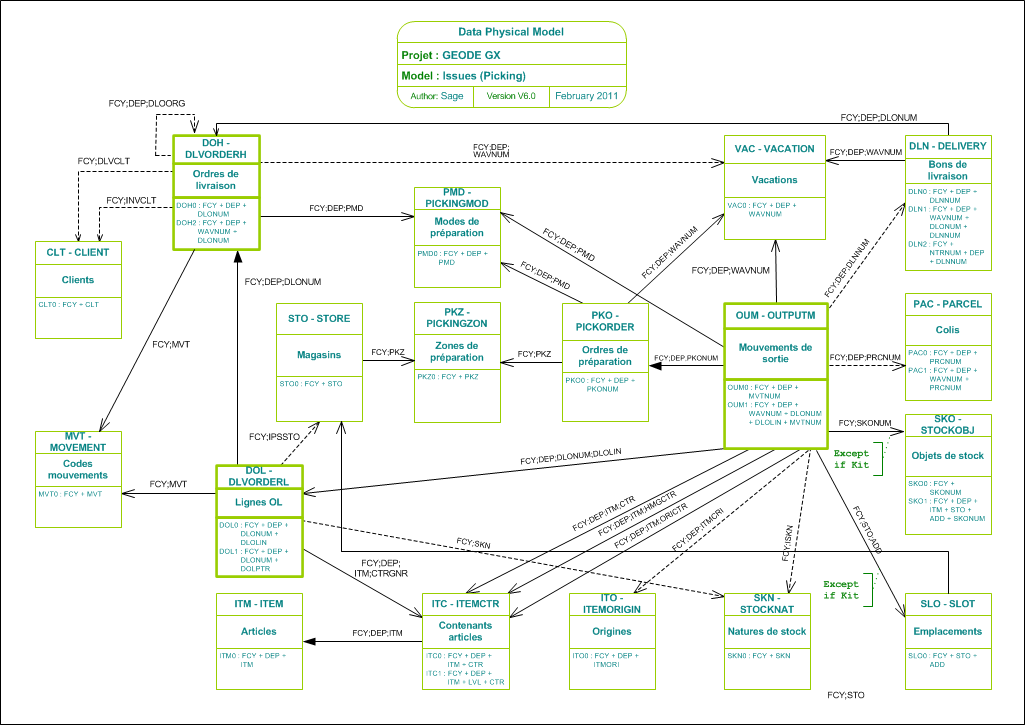 Data Physical Model
Projet : GEODE GX
Model : Issues (Picking)
Author: Sage
Version V6.0
February 2011
FCY;DEP;DLOORG
FCY;DEP;DLONUM
DOH -
DLVORDERH
Ordres de
livraison
DOH0 : FCY + DEP +
DLONUM
DOH2 : FCY + DEP +
WAVNUM +
DLONUM
FCY;DLVCLT
FCY;INVCLT
FCY;DEP;
WAVNUM
VAC - VACATION
Vacations
VAC0 : FCY + DEP +
WAVNUM
FCY;DEP;WAVNUM
DLN - DELIVERY
Bons de
livraison
DLN0 : FCY + DEP +
DLNNUM
DLN1 : FCY + DEP +
WAVNUM +
DLONUM +
DLNNUM
DLN2 : FCY +
NTRNUM + DEP
+ DLNNUM
CLT - CLIENT
Clients
CLT0 : FCY + CLT
FCY;DEP;PMD
PMD -
PICKINGMOD
Modes de
préparation
PMD0 : FCY + DEP +
PMD
FCY;DEP;PMD
FCY;DEP;PMD
FCY;DEP;WAVNUM
FCY;DEP;WAVNUM
FCY;DEP;DLNNUM
FCY;DEP;DLONUM
STO - STORE
Magasins
STO0 : FCY + STO
FCY;PKZ
PKZ -
PICKINGZON
Zones de
préparation
PKZ0 : FCY + PKZ
FCY;PKZ
PKO -
PICKORDER
Ordres de
préparation
PKO0 : FCY + DEP +
PKONUM
FCY;DEP;PKONUM
OUM - OUTPUTM
Mouvements de
sortie
OUM0 : FCY + DEP +
MVTNUM
OUM1 : FCY + DEP +
WAVNUM + DLONUM
+ DLOLIN + MVTNUM
FCY;DEP;PRCNUM
PAC - PARCEL
Colis
PAC0 : FCY + DEP +
PRCNUM
PAC1 : FCY + DEP +
WAVNUM +
PRCNUM
FCY;MVT
FCY;SKONUM
Except
if Kit
SKO -
STOCKOBJ
Objets de stock
SKO0 : FCY +
SKONUM
SKO1 : FCY + DEP +
ITEM + STO +
ADD + SKONUM
MVT -
MOVEMENT
Codes
mouvements
MVT0 : FCY + MVT
FCY;MVT
FCY;IPSSTO
DOL -
DLVORDERL
Lignes OL
DOL0 : FCY + DEP +
DLONUM +
DLOLIN
DOL1 : FCY + DEP +
DLONUM +
DOLPTR
FCY;DEP;DLONUM;DLOLIN
FCY;DEP;ITM;CTR
FCY;DEP;ITM;HMGCTR
FCY;DEP;ITM;ORICTR
FCY;DEP;ITMCRI
FCY;ISKN
FCY;STO;ADD
FCY;SKN
FCY;DEP;
ITM;CTRGNR
Except
if Kit
ITM - ITEM
Articles
ITM0 : FCY + DEP +
ITM
FCY;DEP;ITM
ITC - ITEMCTR
Contenants
articles
ITC0 : FCY + DEP +
ITM + CTR
ITC1 : FCY + DEP +
ITM + LVL + CTR
ITO -
ITEMORIGIN
Origines
ITO0 : FCY + DEP +
ITMORI
SKN -
STOCKNAT
Natures de stock
SKN0 : FCY + SKN
SLO - SLOT
Emplacements
SLO0 : FCY + STO +
ADD
FCY;STO